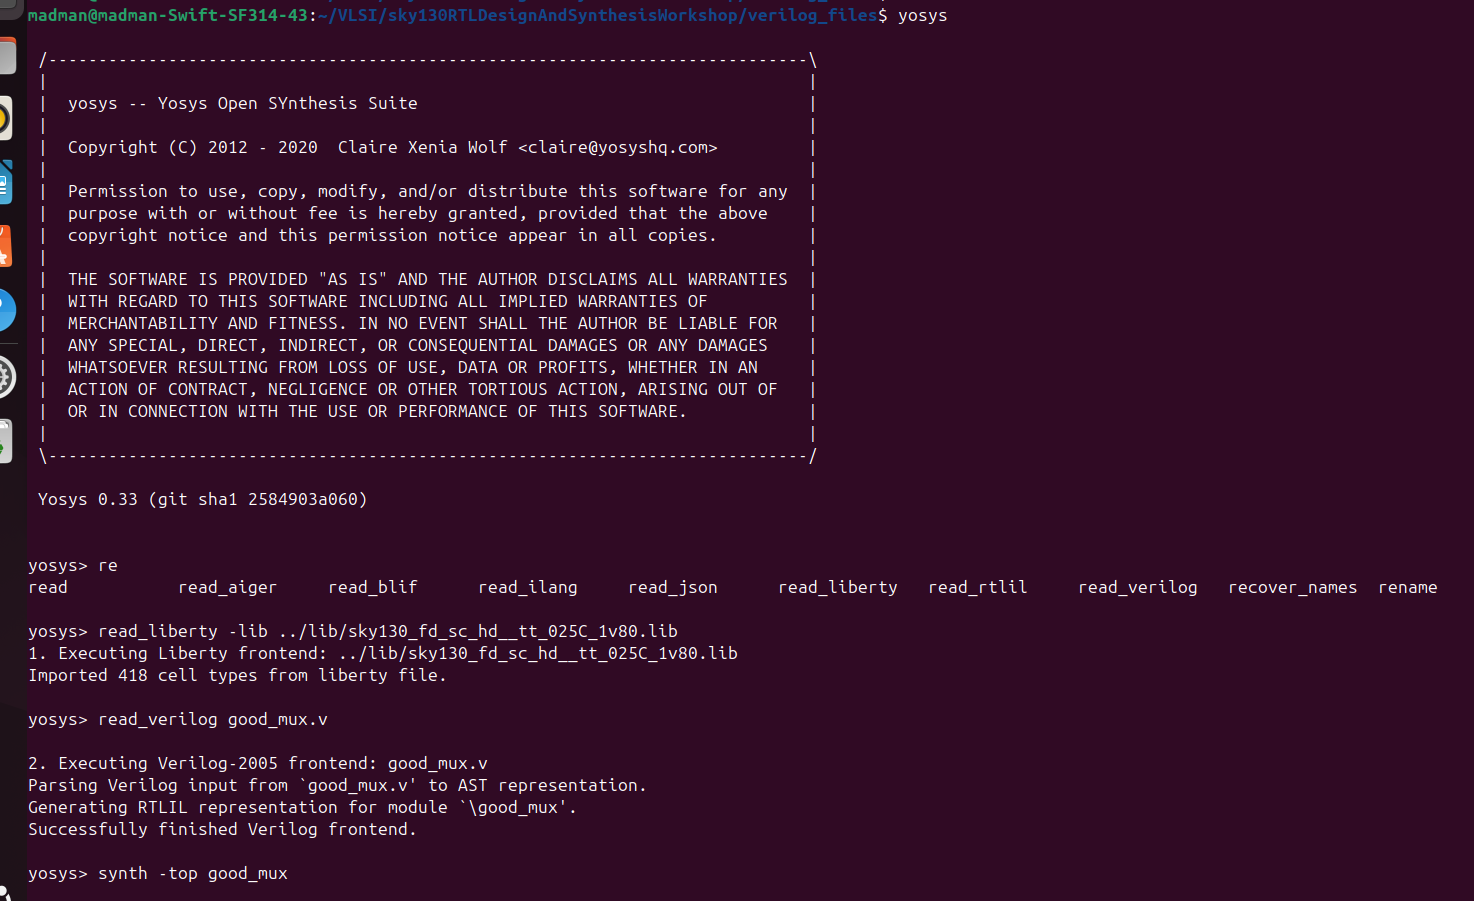 madman@madman-Swift-SF314-43:~/VLSI/sky130RTLDesignAndSynthesisWorkshop/verilog_files$ yosys
/----------------------------------------------------------------------------\
|                                                                            |
|  yosys -- Yosys Open SYnthesis Suite                                       |
|                                                                            |
|  Copyright (C) 2012 - 2020  Claire Xenia Wolf <claire@yosyshq.com>         |
|                                                                            |
|  Permission to use, copy, modify, and/or distribute this software for any  |
|  purpose with or without fee is hereby granted, provided that the above    |
|  copyright notice and this permission notice appear in all copies.         |
|                                                                            |
|  THE SOFTWARE IS PROVIDED "AS IS" AND THE AUTHOR DISCLAIMS ALL WARRANTIES  |
|  WITH REGARD TO THIS SOFTWARE INCLUDING ALL IMPLIED WARRANTIES OF          |
|  MERCHANTABILITY AND FITNESS. IN NO EVENT SHALL THE AUTHOR BE LIABLE FOR   |
|  ANY SPECIAL, DIRECT, INDIRECT, OR CONSEQUENTIAL DAMAGES OR ANY DAMAGES    |
|  WHATSOEVER RESULTING FROM LOSS OF USE, DATA OR PROFITS, WHETHER IN AN     |
|  ACTION OF CONTRACT, NEGLIGENCE OR OTHER TORTIOUS ACTION, ARISING OUT OF   |
|  OR IN CONNECTION WITH THE USE OR PERFORMANCE OF THIS SOFTWARE.            |
|                                                                            |
\----------------------------------------------------------------------------/
Yosys 0.33 (git sha1 2584903a060)
yosys> re
read           read_aiger     read_blif      read_ilang     read_json      read_liberty   read_rtlil     read_verilog   recover_names  rename
yosys> read_liberty -lib ../lib/sky130_fd_sc_hd__tt_025C_1v80.lib
1. Executing Liberty frontend: ../lib/sky130_fd_sc_hd__tt_025C_1v80.lib
Imported 418 cell types from liberty file.
yosys> read_verilog good_mux.v
2. Executing Verilog-2005 frontend: good_mux.v
Parsing Verilog input from `good_mux.v' to AST representation.
Generating RTLIL representation for module `\good_mux'.
Successfully finished Verilog frontend.
yosys> synth -top good_mux